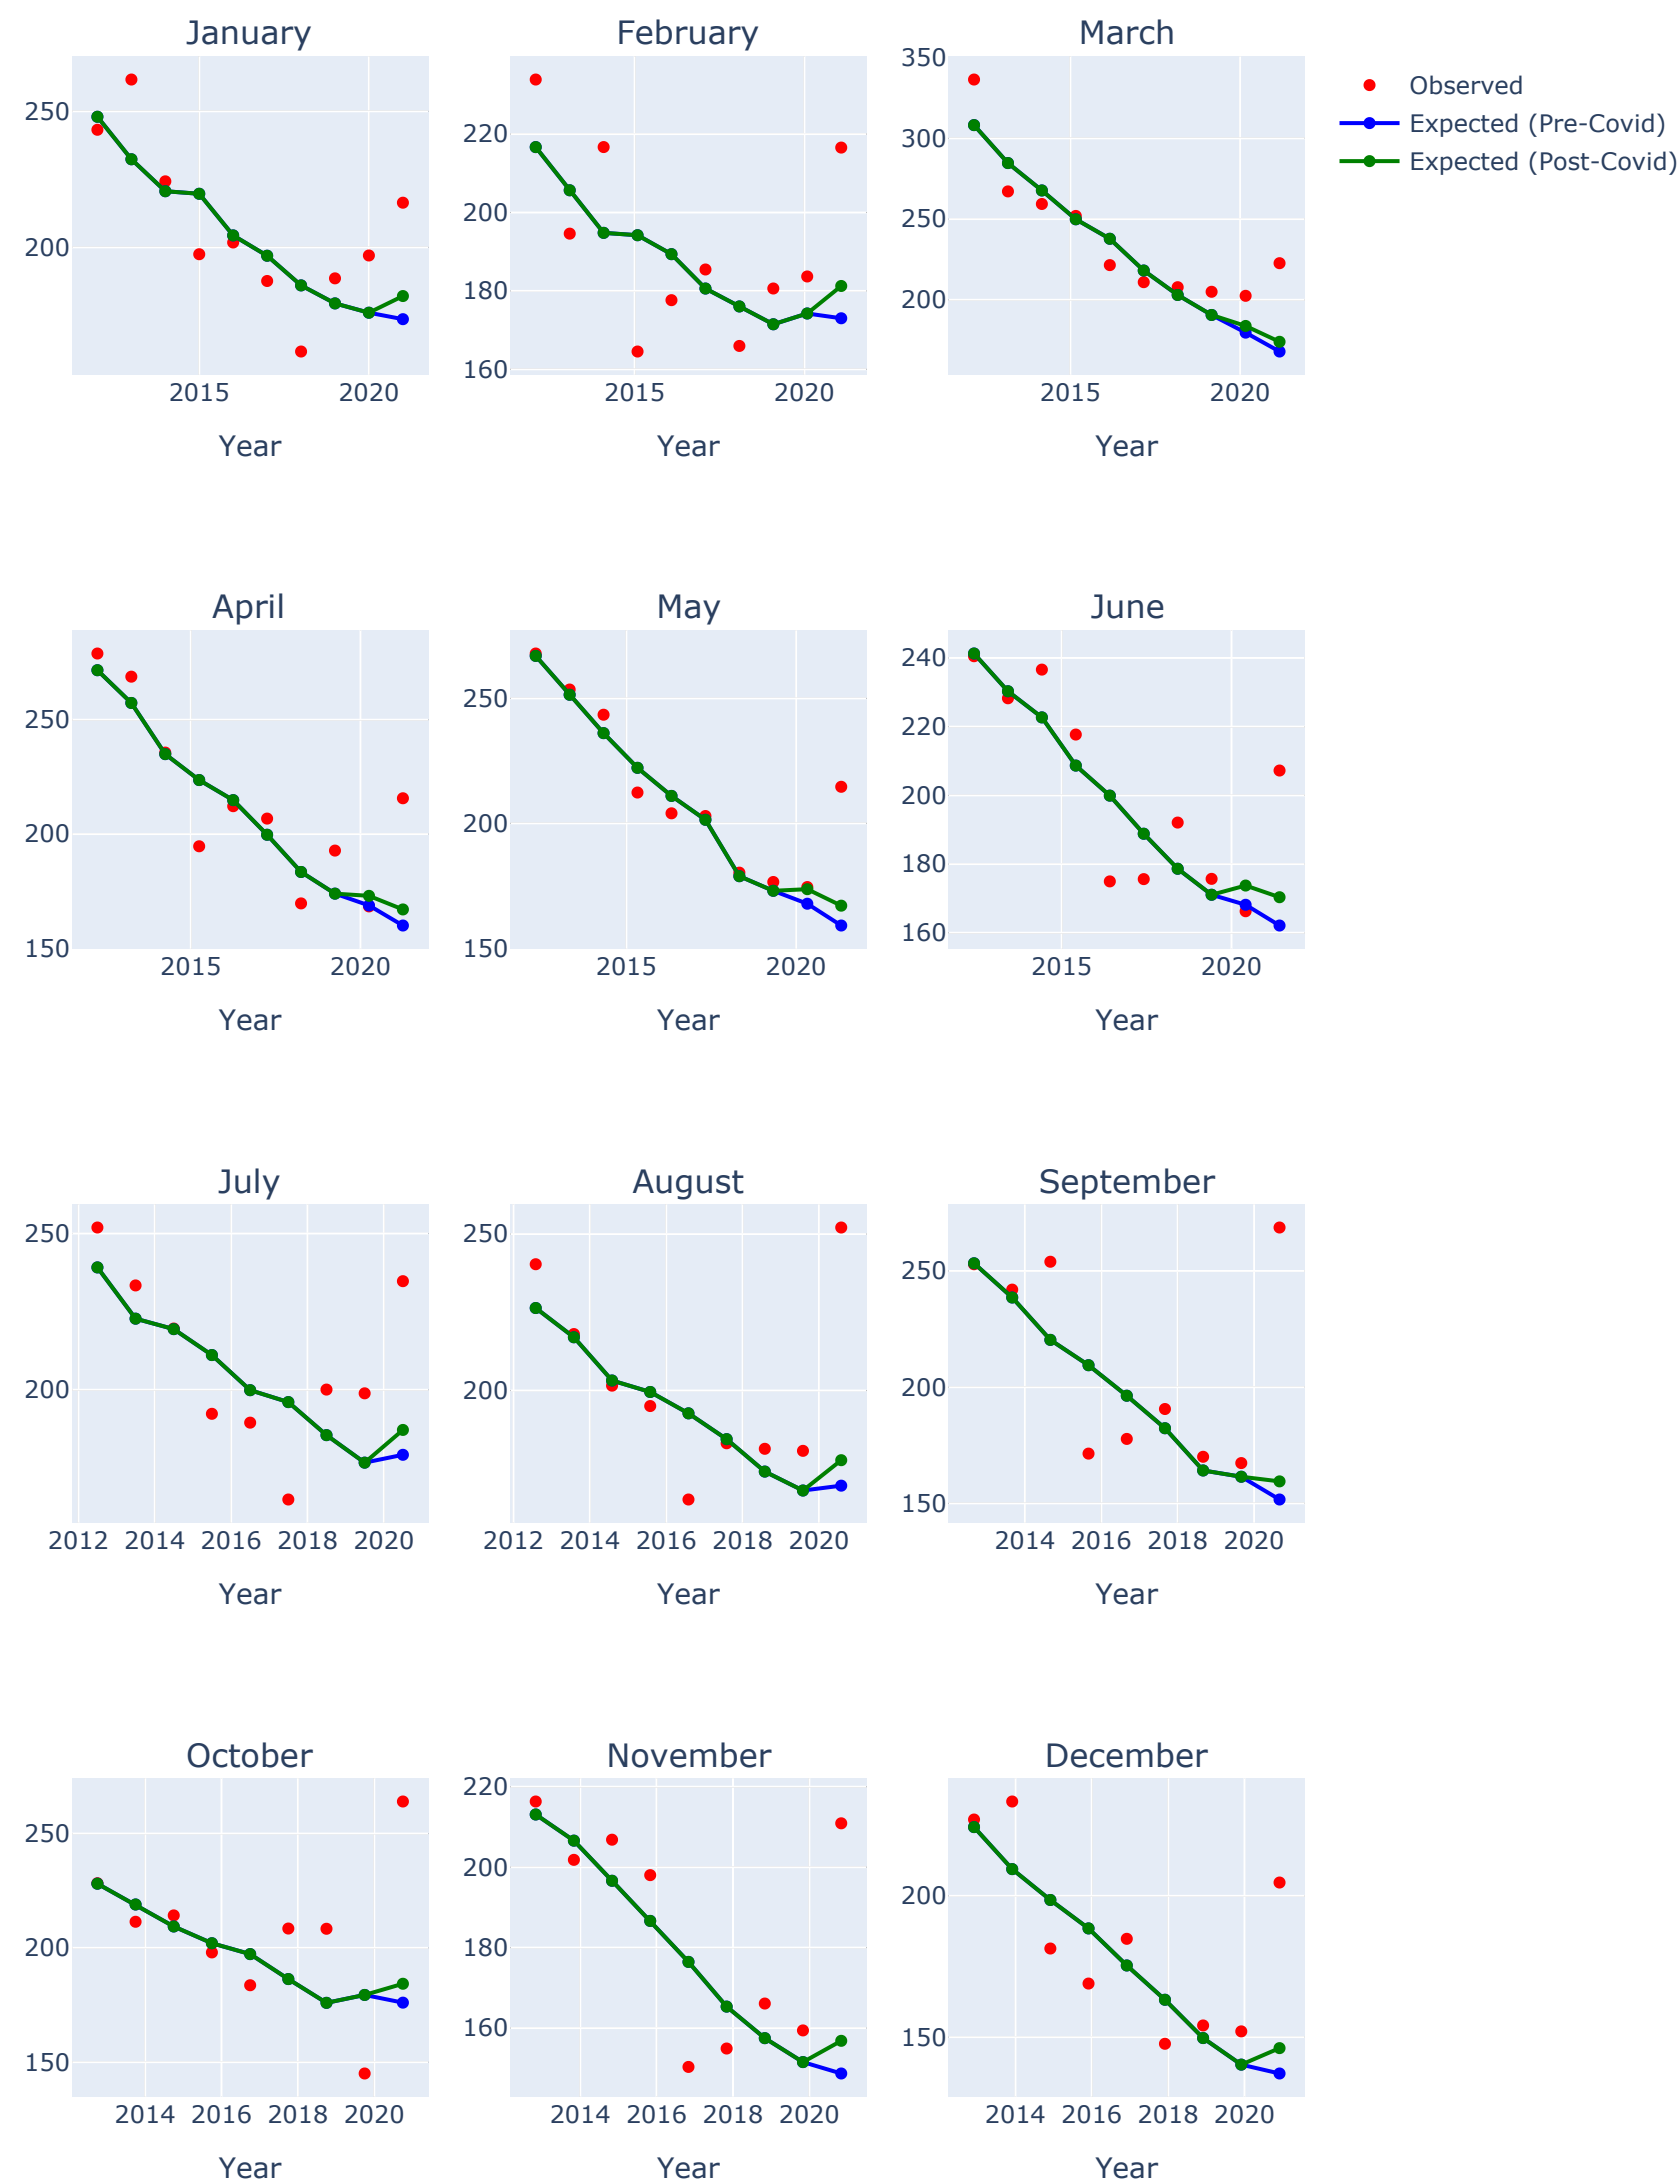 January
February
March
250
200
2015
2020
Year
220
200
180
160
2015
2020
Year
350
300
250
200
2015
2020
Year
Observed
Expected (Pre-Covid)
Expected (Post-Covid)
April
May
June
250
200
150
2015
2020
Year
250
200
150
2015
2020
Year
240
220
200
180
160
2015
2020
Year
July
August
September
250
200
2012 2014 2016 2018 2020
Year
250
200
2012 2014 2016 2018 2020
Year
250
200
150
2014 2016 2018 2020
Year
October
November
December
250
200
150
2014 2016 2018 2020
Year
220
200
180
160
2014 2016 2018 2020
Year
200
150
2014 2016 2018 2020
Year